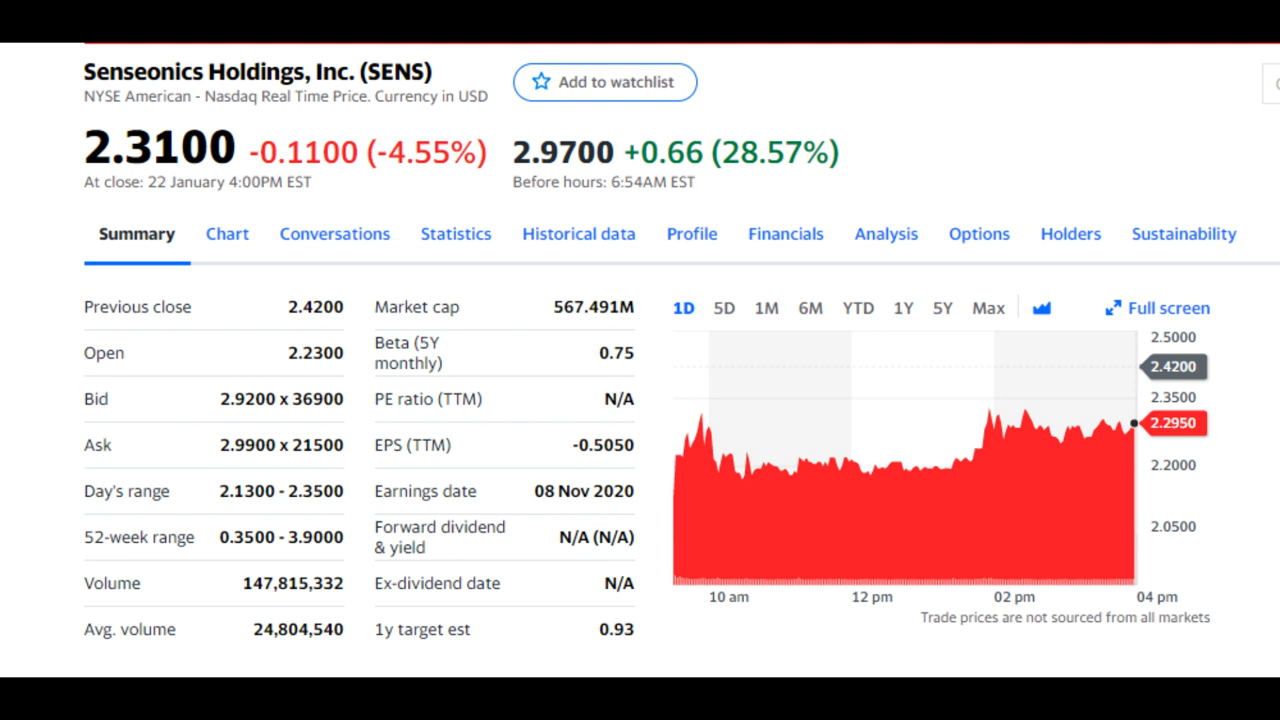 Senseonics Holdings, Inc. (SENS)
NYSE American - Nasdaq Real Time Price. Currency in USD
Add to watchlist
2.3100 -0.1100 (-4.55%)
At close: 22 January 4:00PM EST
2.9700 +0.66 (28.57%)
Before hours: 6:54AM EST
Summary Chart Conversations Statistics Historical data Profile Financials Analysis Options Holders Sustainability
Previous close 2.4200
Open 2.2300
Bid 2.9200 x 36900
Ask 2.9900 x 21500
Day's range 2.1300 - 2.3500
52-week range 0.3500 - 3.9000
Volume 147,815,332
Avg. volume 24,804,540
Market cap 567.491M
Beta (5Y
monthly) 0.75
PE ratio (TTM) N/A
EPS (TTM) -0.5050
Earnings date 08 Nov 2020
Forward dividend
& yield N/A (N/A)
Ex-dividend date N/A
1y target est 0.93
1D 5D 1M 6M YTD 1Y 5Y Max Full screen
2.5000
2.4200
2.3500
2.2950
2.2000
2.0500
10 am 12 pm 02 pm 04 pm
Trade prices are not sourced from all markets